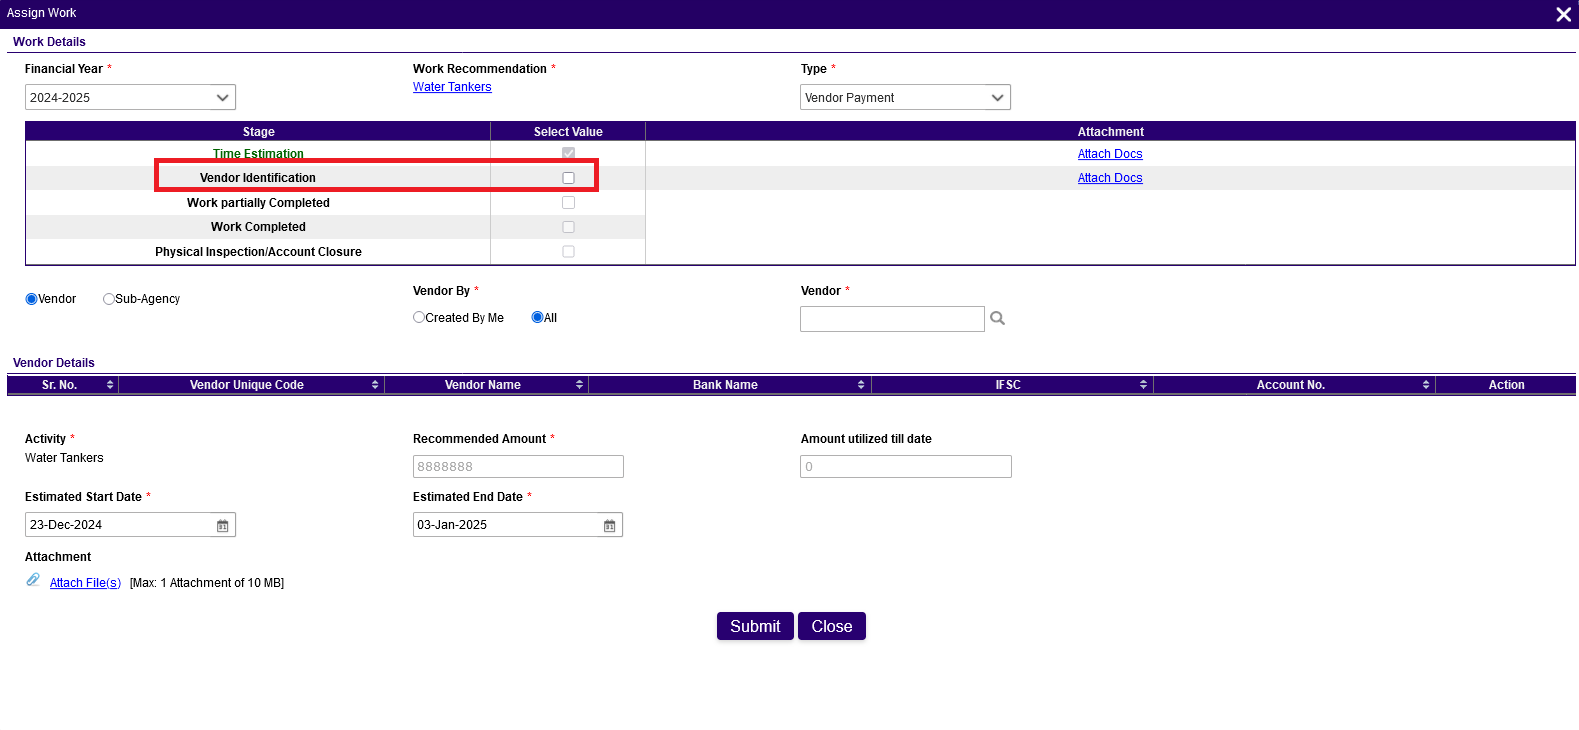 Assign Work
Work Details
Financial Year * Work Recommendation * Type *
2024-2025 Water Tankers Vendor Payment
Stage Select Value Attachment
Time Estimation Attach Docs
Vendor Identification Attach Docs
Work partially Completed
Work Completed
Physical Inspection/Account Closure
Vendor Sub-Agency Vendor By * Vendor *
Created By Me All
Vendor Details
Sr. No. Vendor Unique Code Vendor Name Bank Name IFSC Account No. Action
Activity * Recommended Amount * Amount utilized till date
Water Tankers 8888888 0
Estimated Start Date * Estimated End Date *
23-Dec-2024 03-Jan-2025
Attachment
Attach File(s) [Max: 1 Attachment of 10 MB]
Submit Close